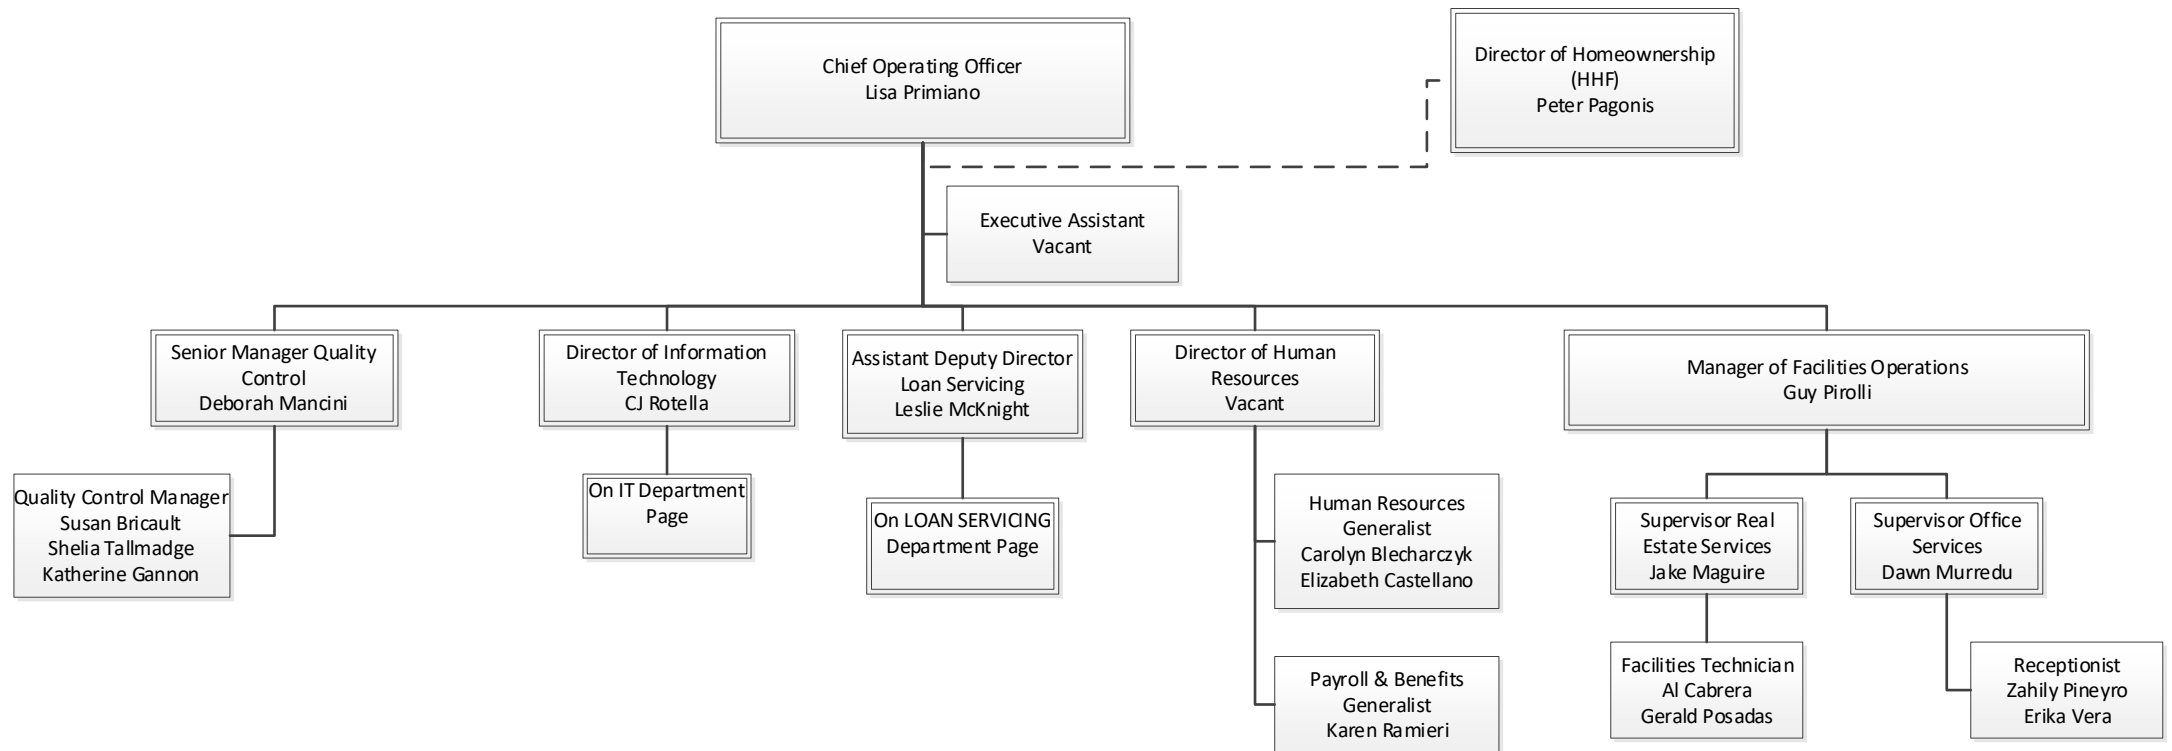 Chief Operating Officer
Lisa Primiano
Director of Homeownership
(HHF)
Peter Pagonis
Executive Assistant
Vacant
Senior Manager Quality
Control
Deborah Mancini
Director of Information
Technology
CJ Rotella
Assistant Deputy Director
Loan Servicing
Leslie McKnight
Director of Human
Resources
Vacant
Manager of Facilities Operations
Guy Pirolli
Quality Control Manager
Susan Bricault
Shelia Tallmadge
Katherine Gannon
On IT Department
Page
On LOAN SERVICING
Department Page
Human Resources
Generalist
Carolyn Blecharczyk
Elizabeth Castellano
Supervisor Real
Estate Services
Jake Maguire
Supervisor Office
Services
Dawn Murredu
Payroll & Benefits
Generalist
Karen Ramieri
Facilities Technician
Al Cabrera
Gerald Posadas
Receptionist
Zahily Pineyro
Erika Vera